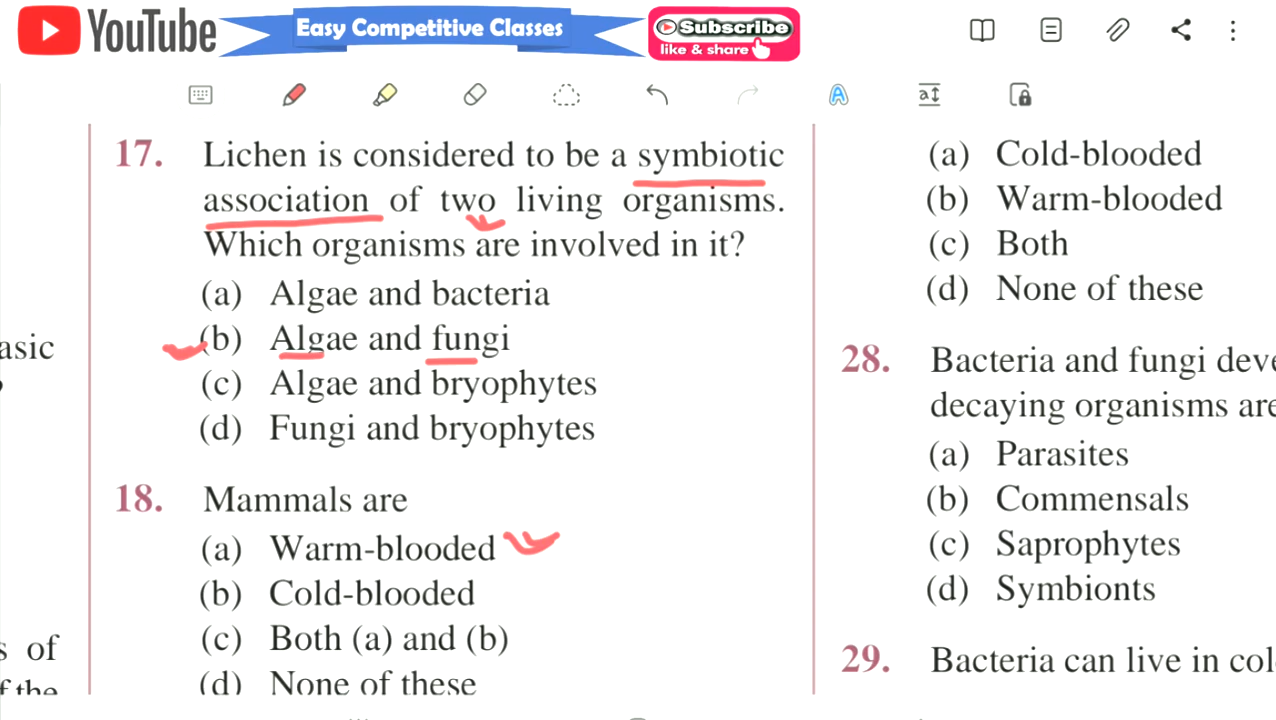 YouTube
Easy Competitive Classes
Subscribe
like & share
17. Lichen is considered to be a symbiotic
association of two living organisms.
Which organisms are involved in it?
(a) Algae and bacteria
(b) Algae and fungi
(c) Algae and bryophytes
(d) Fungi and bryophytes
18. Mammals are
(a) Warm-blooded
(b) Cold-blooded
(c) Both (a) and (b)
(d) None of these
asic
s of
f the
(a) Cold-blooded
(b) Warm-blooded
(c) Both
(d) None of these
28. Bacteria and fungi deve
decaying organisms are
(a) Parasites
(b) Commensals
(c) Saprophytes
(d) Symbionts
29. Bacteria can live in col